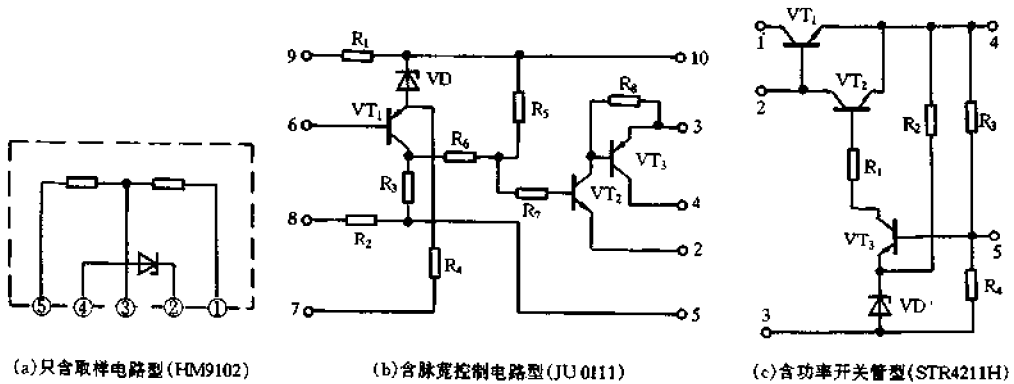 ⑤ ④ ③ ② ①
(a)只含取样电路型(HM9102)
9 R₁ 10
VD
VT₁ R₅ R₈
6 3
R₆ VT₃
R₃ VT₂
R₇ 4
8 R₂ 2
R₄
7 5
(b)含脉宽控制电路型(JU0111)
VT₁
1 4
VT₂
2
R₂ R₃
R₁
VT₃ 5
R₄
VD
3
(c)含功率开关管型(STR4211H)